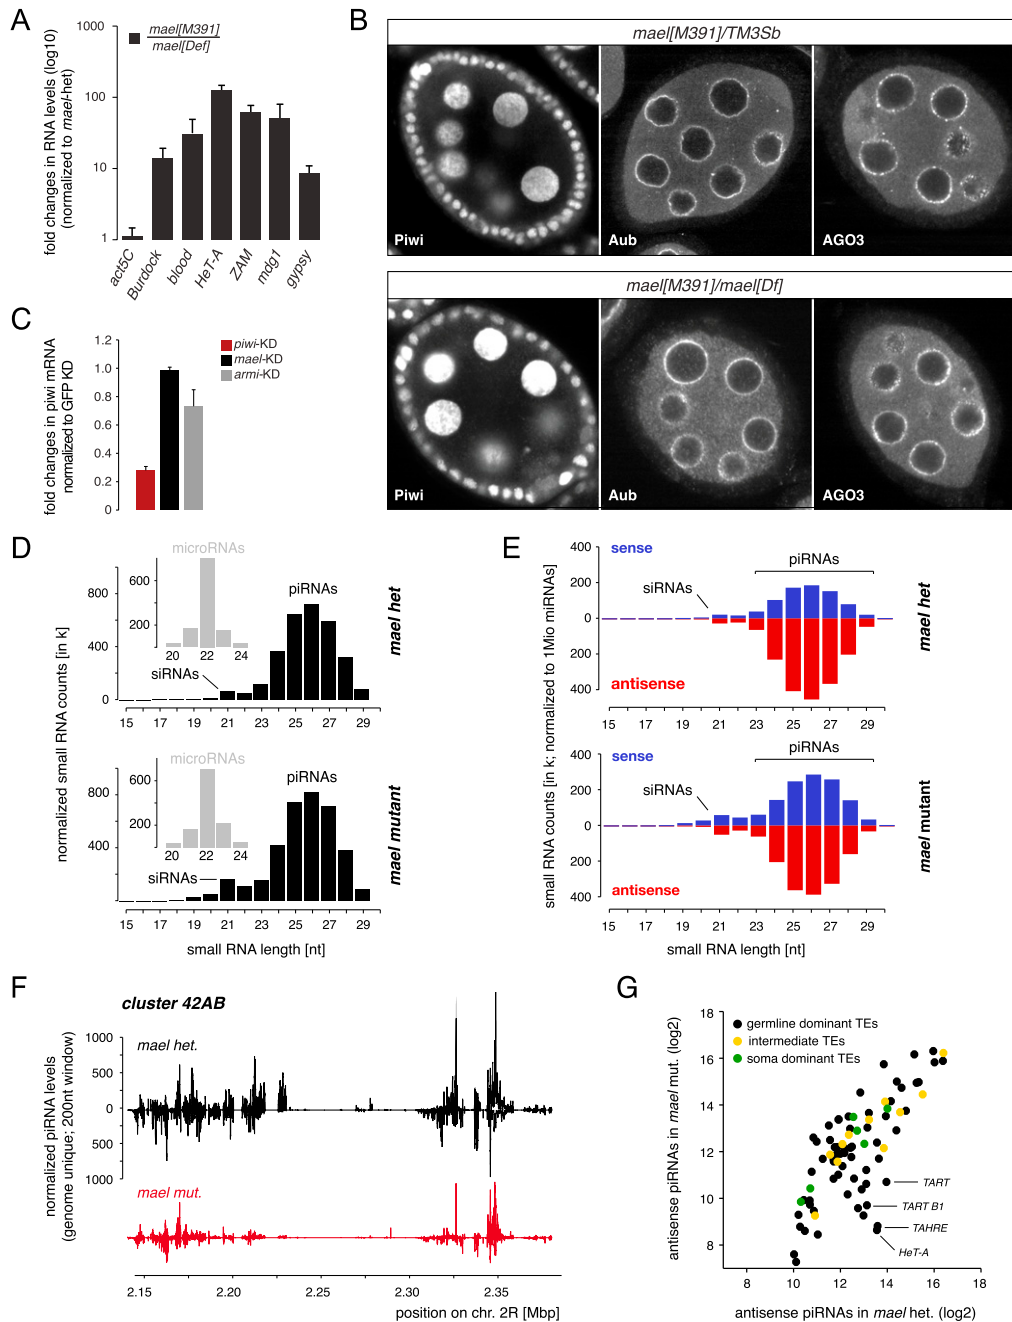 A
fold changes in RNA levels (log10)
(normalized to mael-het)
1000
100
10
1
mael[M391]
mael[Def]
act5C
Burdock
blood
HeT-A
ZAM
mdg1
gypsy
B
mael[M391]/TM3Sb
Piwi
Aub
AGO3
mael[M391]/mael[Df]
Piwi
Aub
AGO3
C
fold changes in piwi mRNA
normalized to GFP KD
1.2
1.0
0.8
0.6
0.4
0.2
0
piwi-KD
mael-KD
armi-KD
D
normalized small RNA counts [in k]
microRNAs
600
200
20 22 24
800
400
0
piRNAs
siRNAs
mael het
15 17 19 21 23 25 27 29
microRNAs
600
200
20 22 24
800
400
piRNAs
siRNAs
mael mutant
15 17 19 21 23 25 27 29
small RNA length [nt]
E
small RNA counts [in k; normalized to 1Mio miRNAs]
400
200
0
200
400
sense
piRNAs
siRNAs
antisense
mael het
15 17 19 21 23 25 27 29
400
200
0
200
400
sense
piRNAs
siRNAs
antisense
mael mutant
15 17 19 21 23 25 27 29
small RNA length [nt]
F
cluster 42AB
normalized piRNA levels
(genome unique; 200nt window)
1000
500
0
500
1000
mael het.
mael mut.
2.15 2.20 2.25 2.30 2.35
position on chr. 2R [Mbp]
G
antisense piRNAs in mael mut. (log2)
18
16
14
12
10
8
germline dominant TEs
intermediate TEs
soma dominant TEs
TART
TART B1
TAHRE
HeT-A
8 10 12 14 16 18
antisense piRNAs in mael het. (log2)